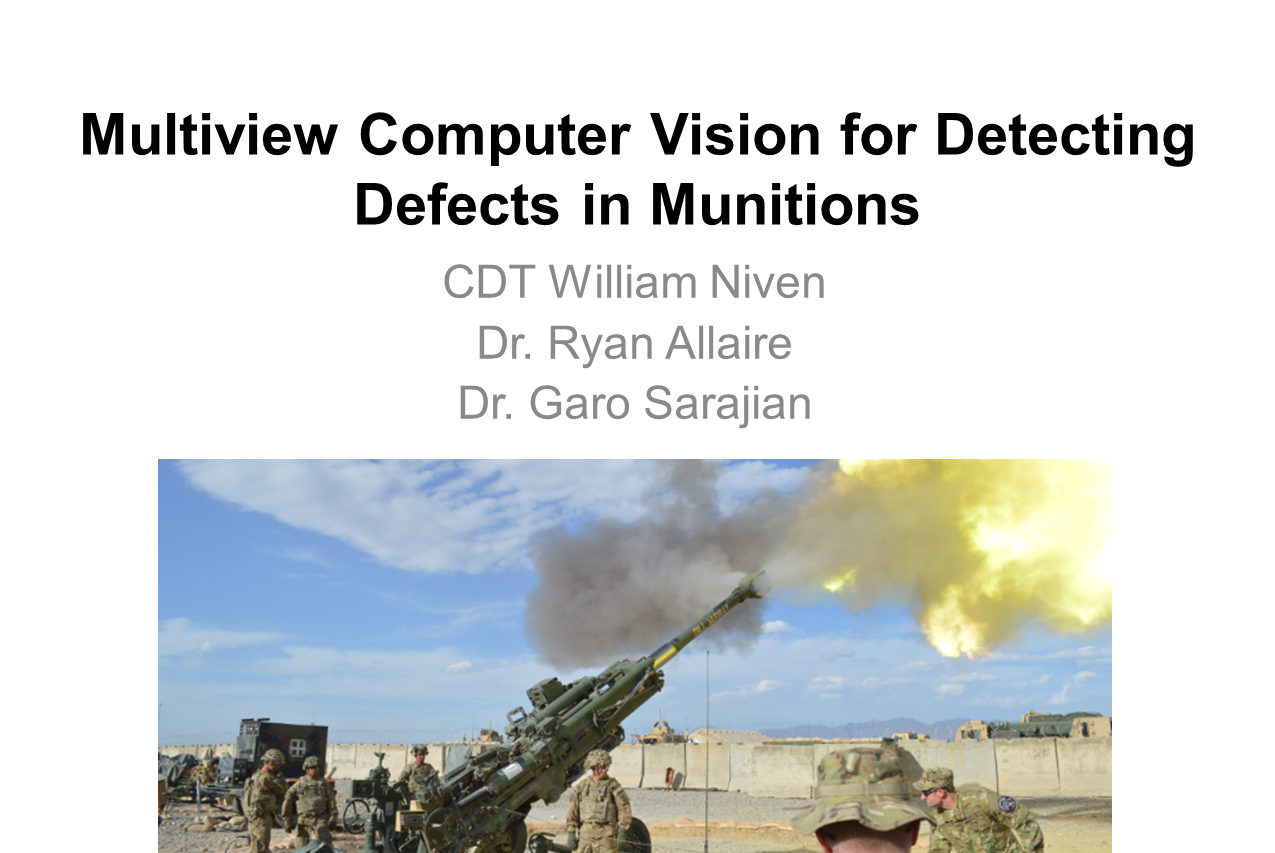 Multiview Computer Vision for Detecting
Defects in Munitions
CDT William Niven
Dr. Ryan Allaire
Dr. Garo Sarajian